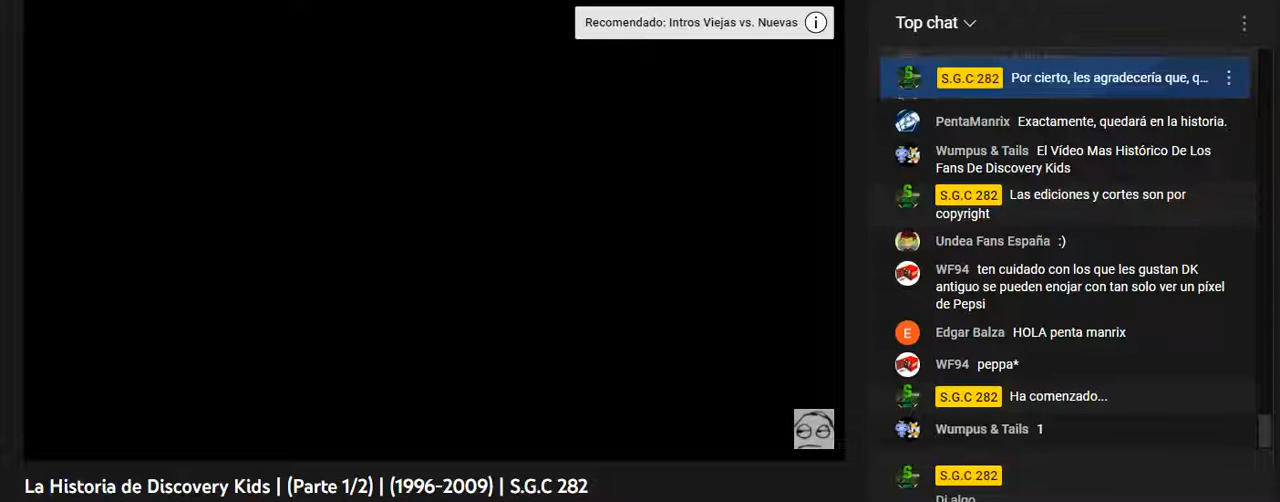 Recomendado: Intros Viejas vs. Nuevas
La Historia de Discovery Kids | (Parte 1/2) | (1996-2009) | S.G.C 282
Top chat
S.G.C 282 Por cierto, les agradecería que, q...
PentaManrix Exactamente, quedará en la historia.
Wumpus & Tails El Vídeo Mas Histórico De Los
Fans De Discovery Kids
S.G.C 282 Las ediciones y cortes son por
copyright
Undea Fans España :)
WF94 ten cuidado con los que les gustan DK
antiguo se pueden enojar con tan solo ver un píxel
de Pepsi
E Edgar Balza HOLA penta manrix
WF94 peppa*
S.G.C 282 Ha comenzado...
Wumpus & Tails 1
S.G.C 282
Di algo